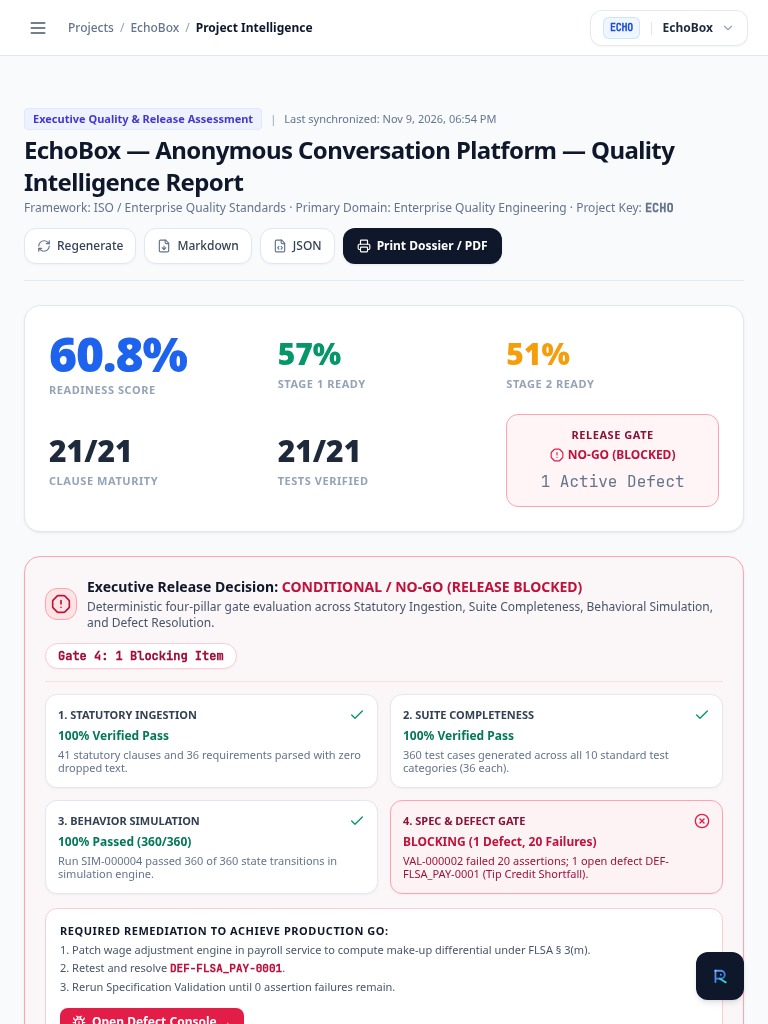 Projects / EchoBox / Project Intelligence
ECHO EchoBox
Executive Quality & Release Assessment | Last synchronized: Nov 9, 2026, 06:54 PM
EchoBox — Anonymous Conversation Platform — Quality
Intelligence Report
Framework: ISO / Enterprise Quality Standards · Primary Domain: Enterprise Quality Engineering · Project Key: ECHO
Regenerate Markdown JSON Print Dossier / PDF
60.8%
READINESS SCORE
57%
STAGE 1 READY
51%
STAGE 2 READY
21/21
CLAUSE MATURITY
21/21
TESTS VERIFIED
RELEASE GATE
NO-GO (BLOCKED)
1 Active Defect
Executive Release Decision: CONDITIONAL / NO-GO (RELEASE BLOCKED)
Deterministic four-pillar gate evaluation across Statutory Ingestion, Suite Completeness, Behavioral Simulation,
and Defect Resolution.
Gate 4: 1 Blocking Item
1. STATUTORY INGESTION
100% Verified Pass
41 statutory clauses and 36 requirements parsed with zero
dropped text.
2. SUITE COMPLETENESS
100% Verified Pass
360 test cases generated across all 10 standard test
categories (36 each).
3. BEHAVIOR SIMULATION
100% Passed (360/360)
Run SIM-000004 passed 360 of 360 state transitions in
simulation engine.
4. SPEC & DEFECT GATE
BLOCKING (1 Defect, 20 Failures)
VAL-000002 failed 20 assertions; 1 open defect DEF-
FLSA_PAY-0001 (Tip Credit Shortfall).
REQUIRED REMEDIATION TO ACHIEVE PRODUCTION GO:
1. Patch wage adjustment engine in payroll service to compute make-up differential under FLSA § 3(m).
2. Retest and resolve DEF-FLSA_PAY-0001.
3. Rerun Specification Validation until 0 assertion failures remain.
Open Defect Console →